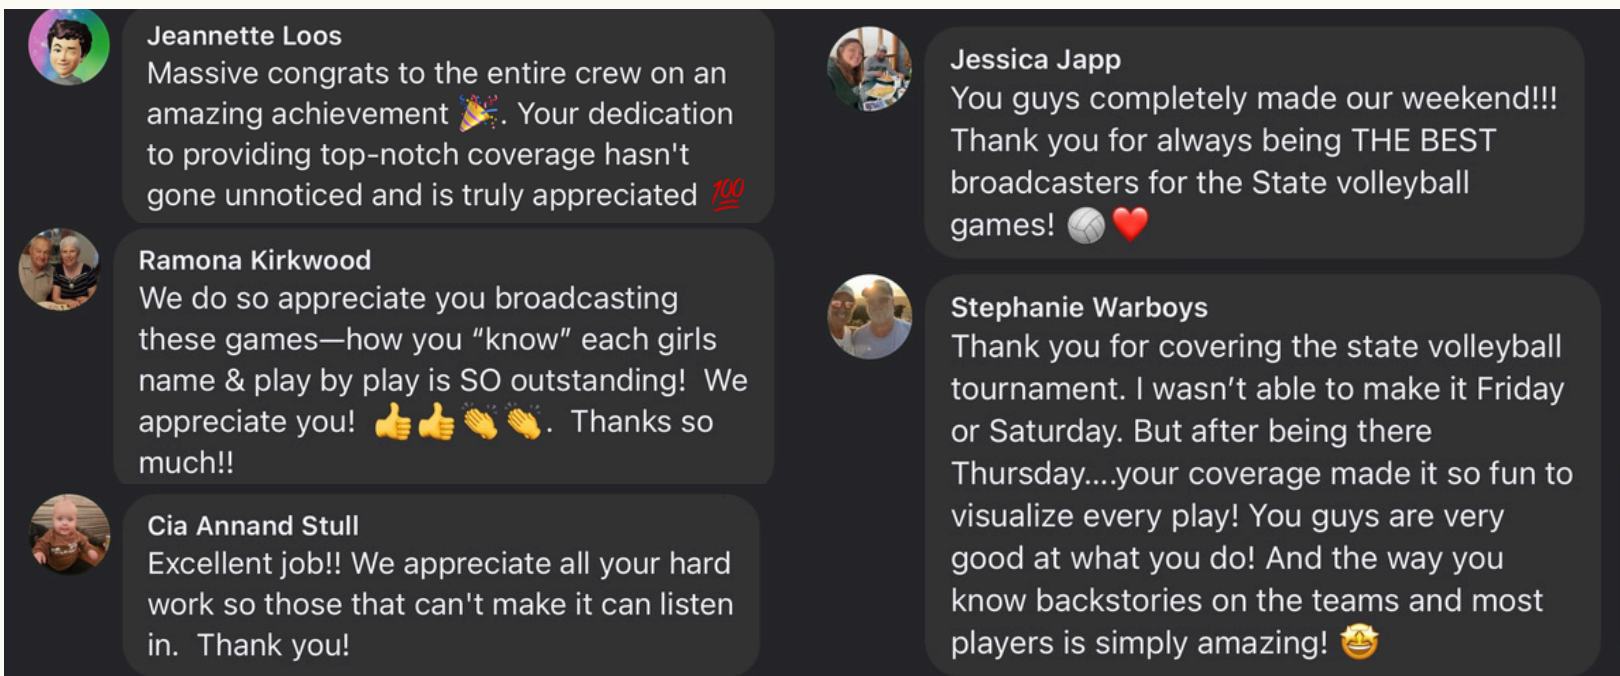 Jeannette Loos
Massive congrats to the entire crew on an
amazing achievement 🎉. Your dedication
to providing top-notch coverage hasn't
gone unnoticed and is truly appreciated 💯
Ramona Kirkwood
We do so appreciate you broadcasting
these games—how you “know” each girls
name & play by play is SO outstanding!  We
appreciate you!  👍👍👏👏.  Thanks so
much!!
Cia Annand Stull
Excellent job!! We appreciate all your hard
work so those that can't make it can listen
in.  Thank you!
Jessica Japp
You guys completely made our weekend!!!
Thank you for always being THE BEST
broadcasters for the State volleyball
games! 🏐❤️
Stephanie Warboys
Thank you for covering the state volleyball
tournament. I wasn’t able to make it Friday
or Saturday. But after being there
Thursday....your coverage made it so fun to
visualize every play! You guys are very
good at what you do! And the way you
know backstories on the teams and most
players is simply amazing! 🤩